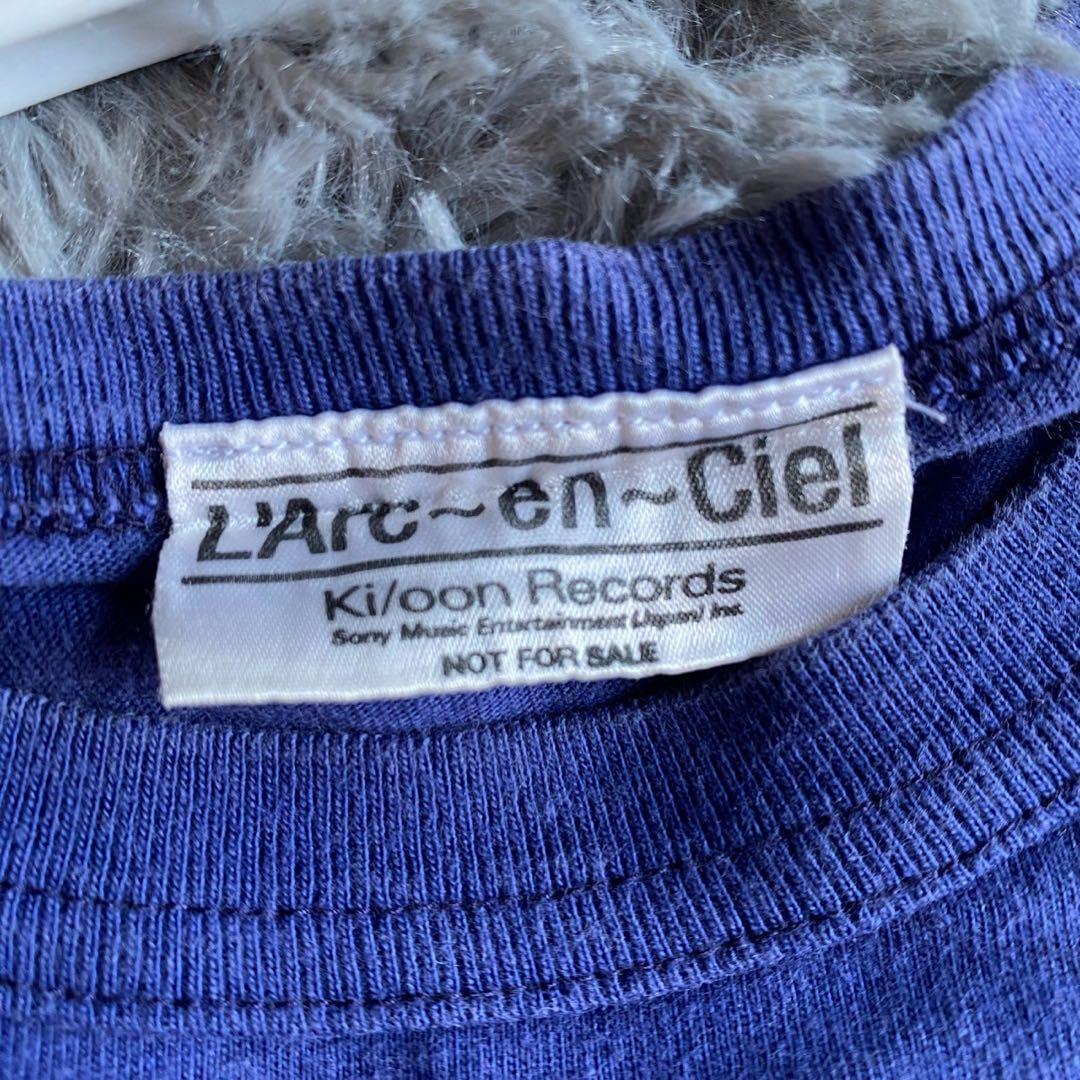 L'Arc~en~Ciel
Ki/oon Records
Sony Music Entertainment (Japan) Inc.
NOT FOR SALE